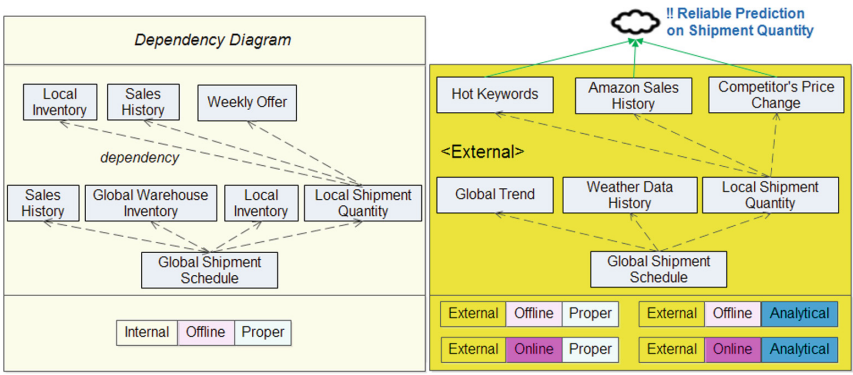 Dependency Diagram
Local
Inventory
Sales
History
Weekly Offer
dependency
Sales
History
Global Warehouse
Inventory
Local
Inventory
Local Shipment
Quantity
Global Shipment
Schedule
Internal Offline Proper
!! Reliable Prediction
on Shipment Quantity
Hot Keywords
Amazon Sales
History
Competitor's Price
Change
<External>
Global Trend
Weather Data
History
Local Shipment
Quantity
Global Shipment
Schedule
External Offline Proper
External Offline Analytical
External Online Proper
External Online Analytical